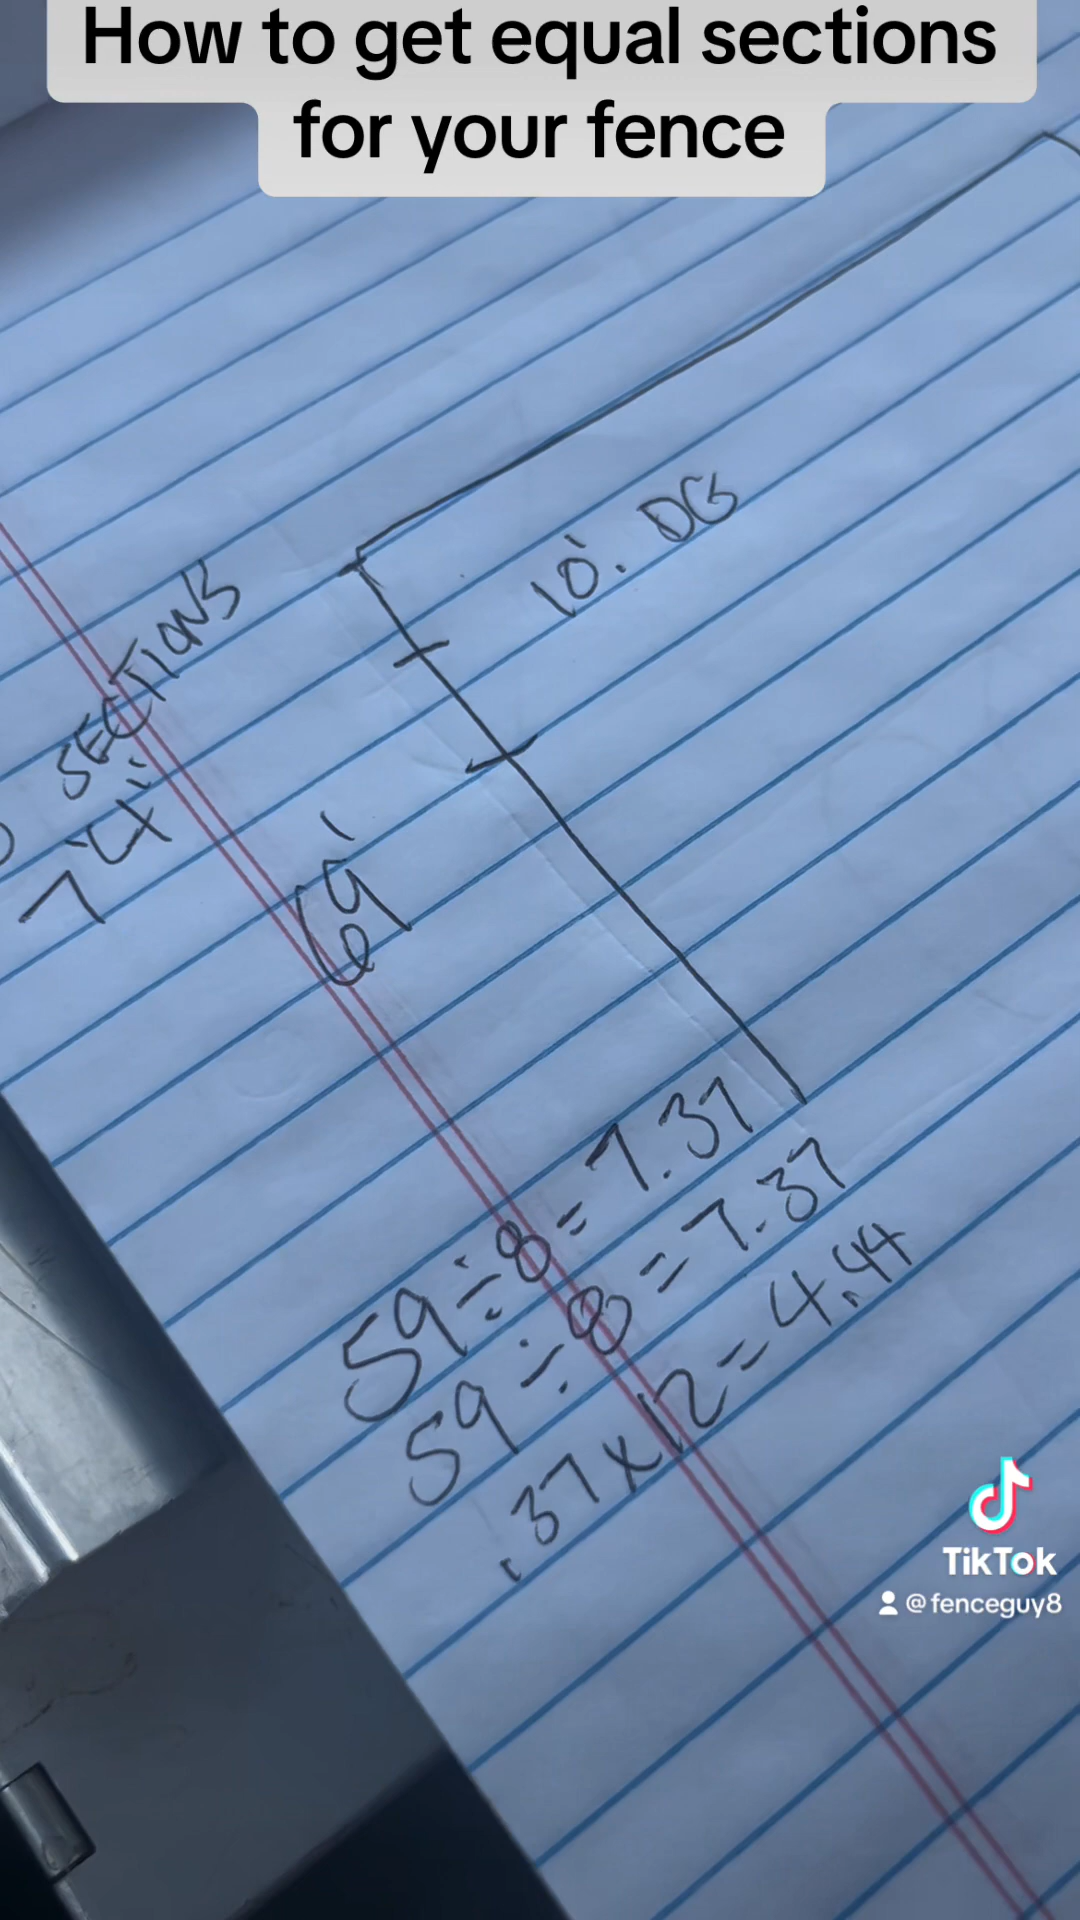 How to get equal sections
for your fence
10'. DG
SECTIONS
7'4"
69'
59÷8=7.37
59÷8=7.37
.37x12=4.44
TikTok
@fenceguy8